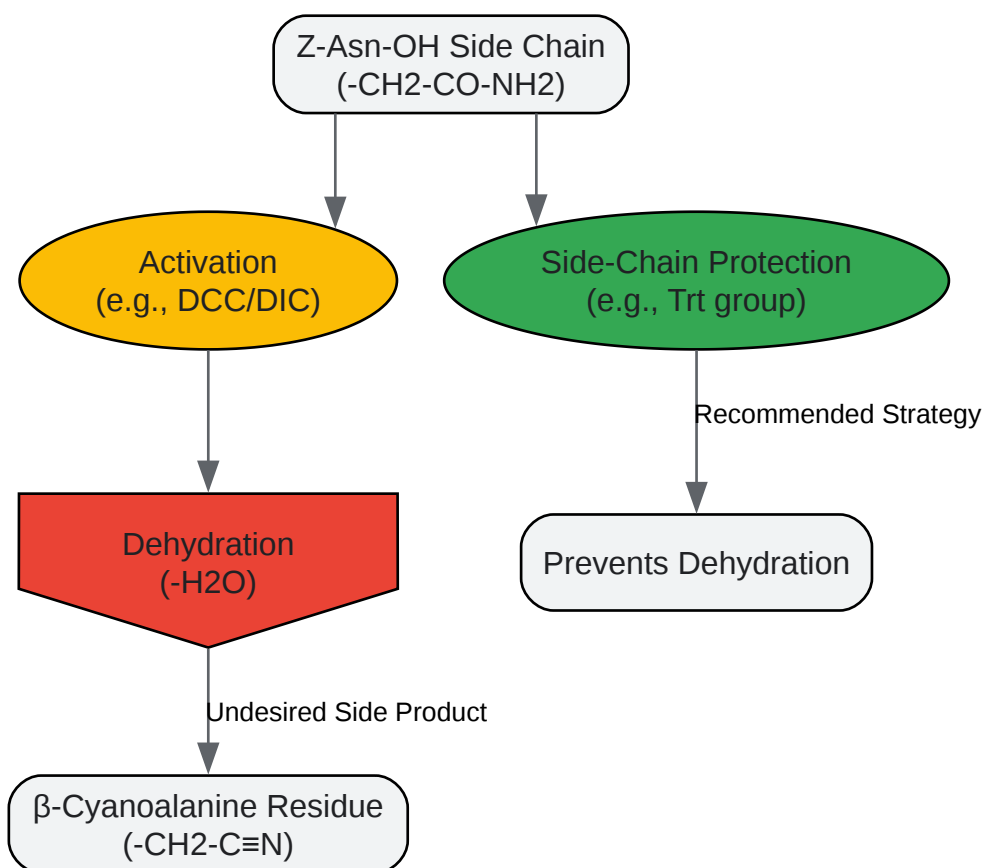 Z-Asn-OH Side Chain
(-CH2-CO-NH2)
Activation
(e.g., DCC/DIC)
Side-Chain Protection
(e.g., Trt group)
Recommended Strategy
Dehydration
(-H2O)
Prevents Dehydration
Undesired Side Product
β-Cyanoalanine Residue
(-CH2-C≡N)